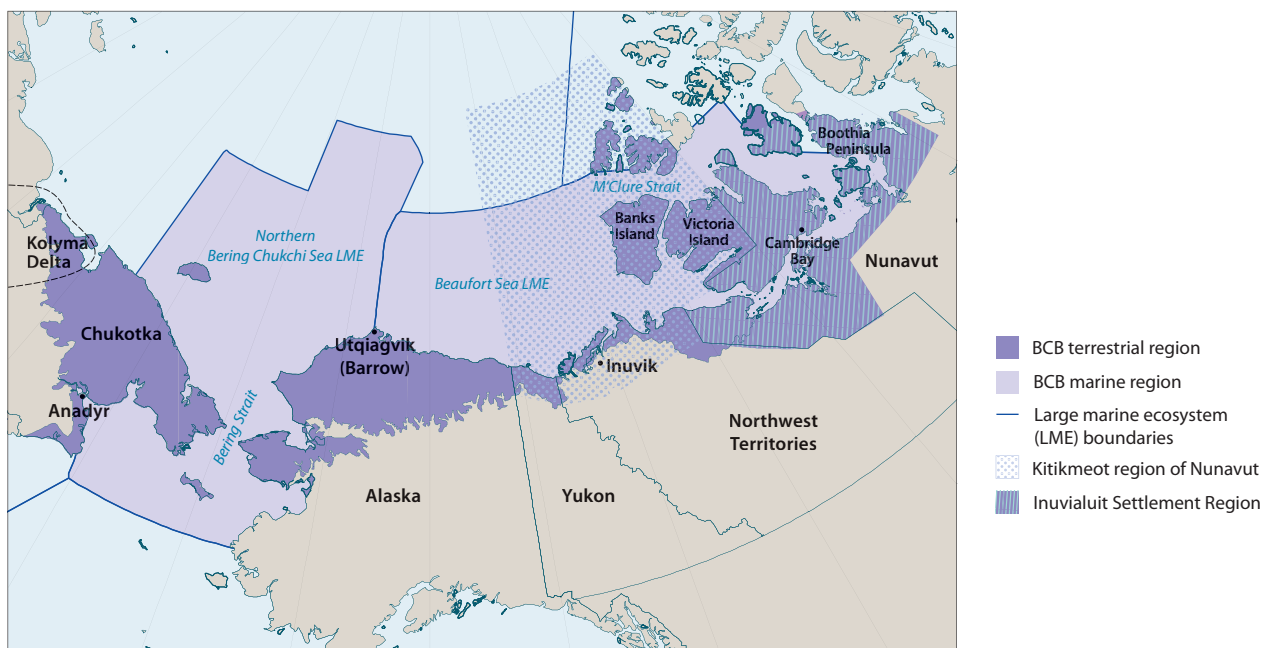 Boothia
Peninsula
M'Clure Strait
Banks
Island
Victoria
Island
Cambridge
Bay
Nunavut
Kolyma
Delta
Northern
Bering Chukchi Sea LME
Beaufort Sea LME
Chukotka
Utqiagvik
(Barrow)
Inuvik
Anadyr
Bering Strait
Northwest
Territories
Alaska
Yukon
BCB terrestrial region
BCB marine region
Large marine ecosystem
(LME) boundaries
Kitikmeot region of Nunavut
Inuvialuit Settlement Region